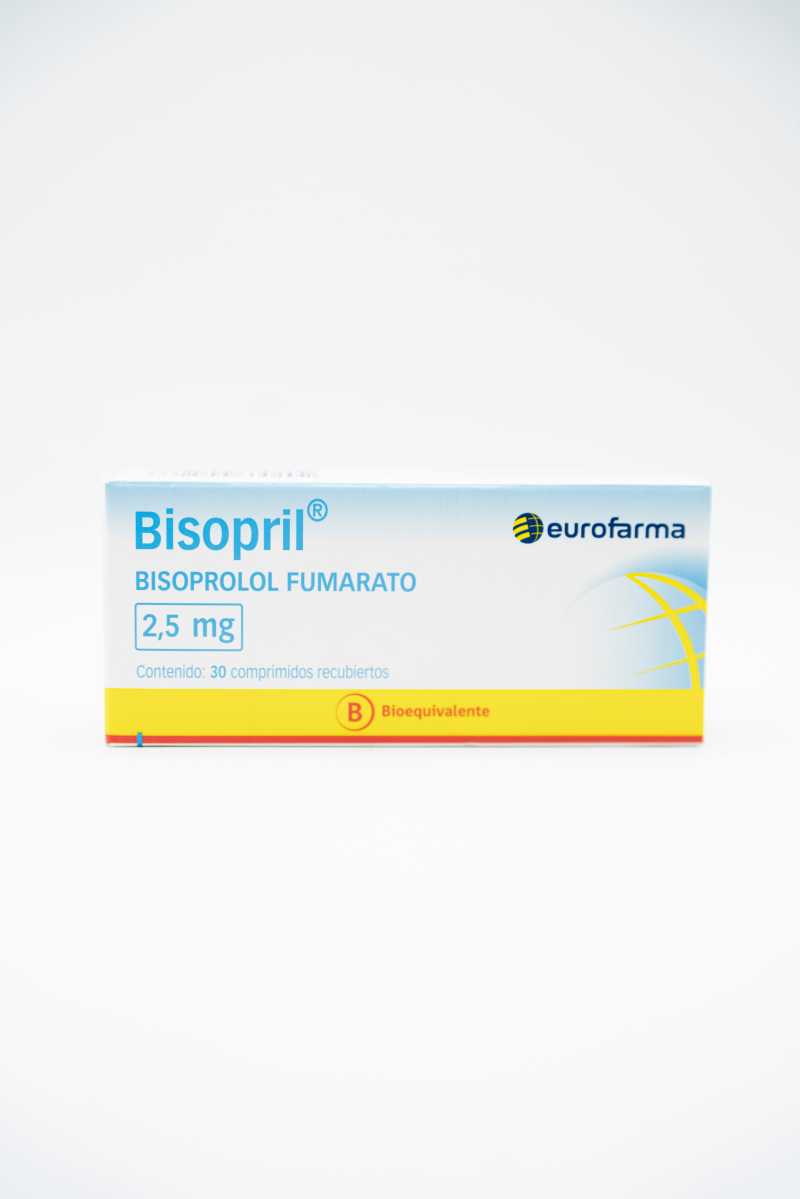 Bisopril®
eurofarma
BISOPROLOL FUMARATO
2,5 mg
Contenido: 30 comprimidos recubiertos
B Bioequivalente